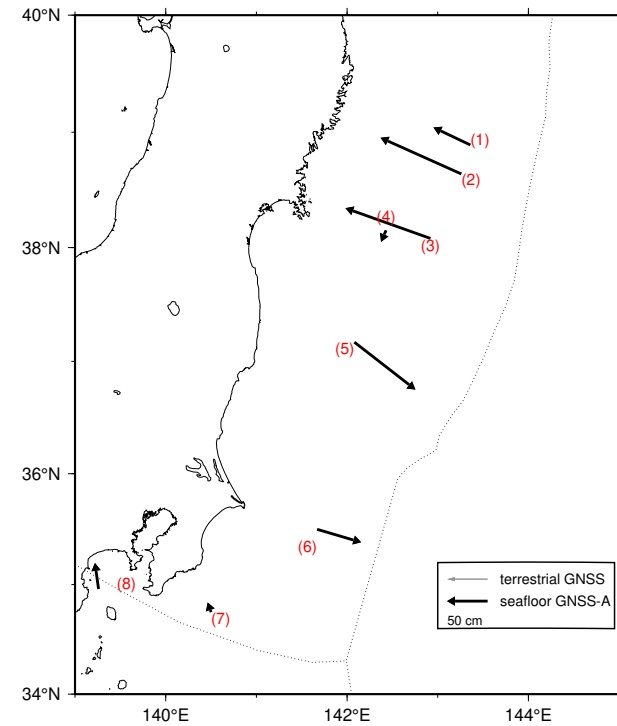 40°N
(1)
(2)
(4)
(3)
38°N
(5)
36°N
(6)
terrestrial GNSS
(8)
seafloor GNSS-A
(7)
50 cm
34°N
140°E
142°E
144°E